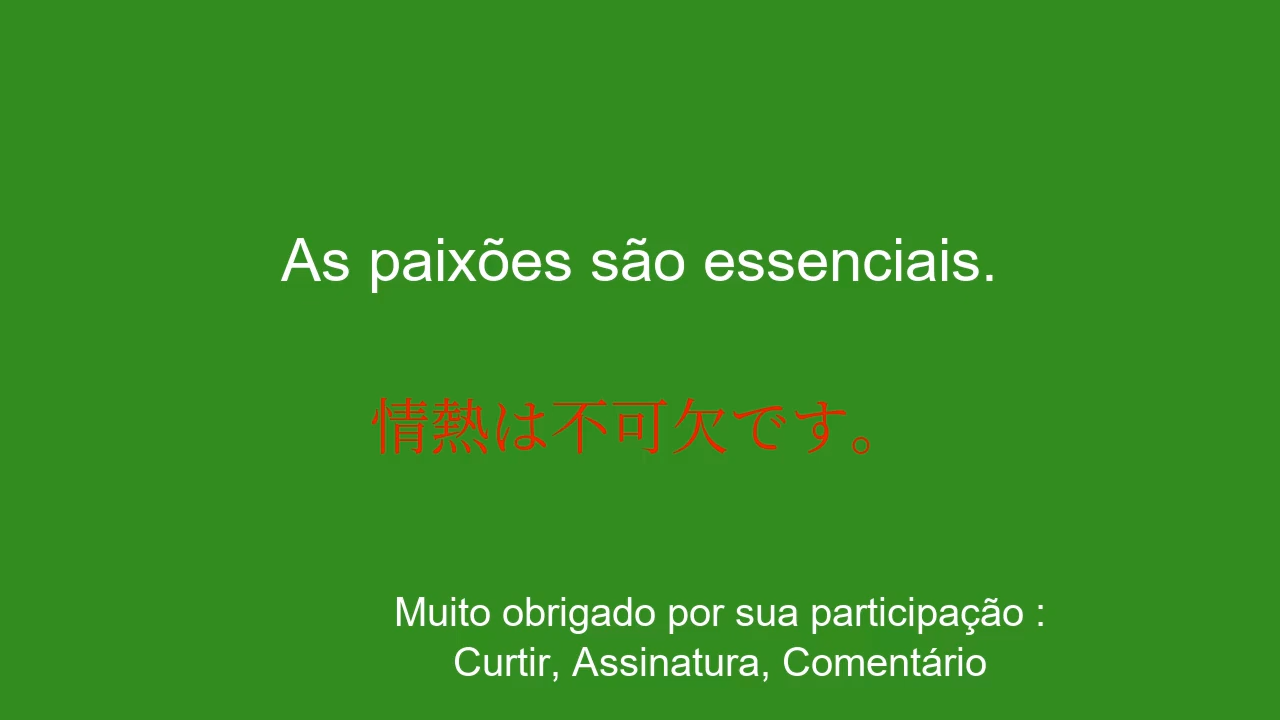 As paixões são essenciais.
情熱は不可欠です。
Muito obrigado por sua participação :
Curtir, Assinatura, Comentário